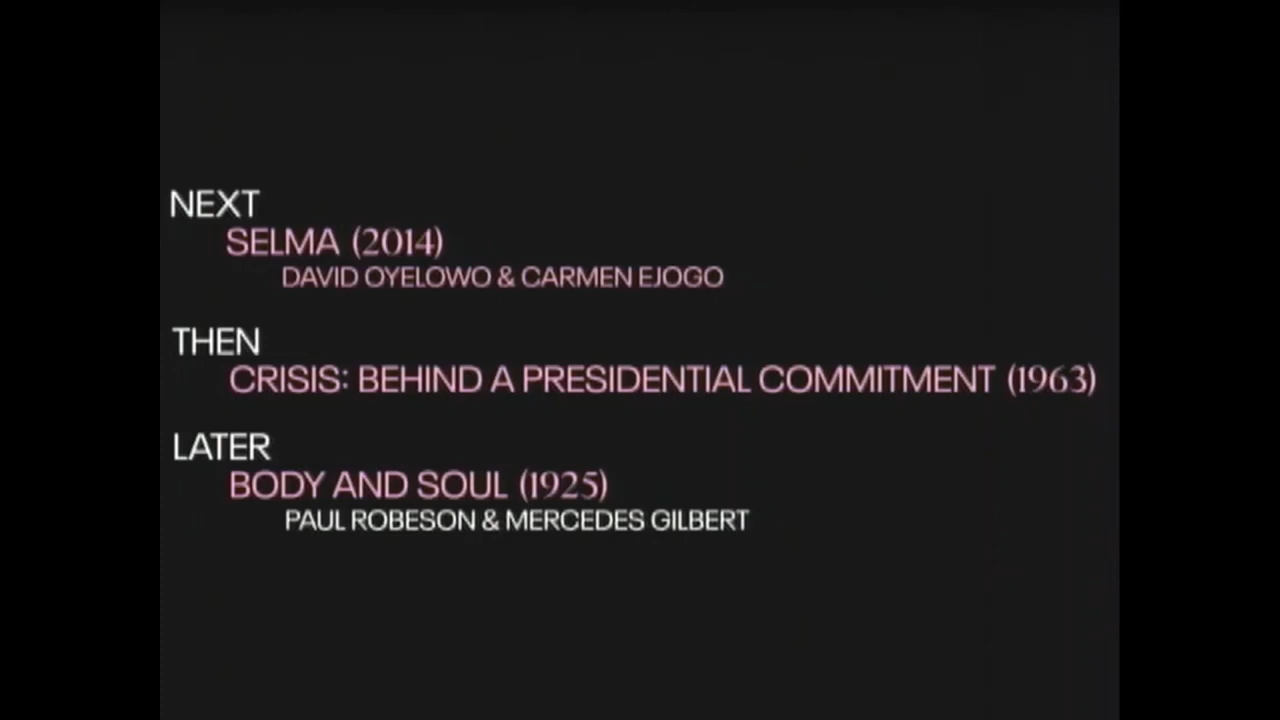 NEXT
SELMA (2014)
DAVID OYELOWO & CARMEN EJOGO
THEN
CRISIS: BEHIND A PRESIDENTIAL COMMITMENT (1963)
LATER
BODY AND SOUL (1925)
PAUL ROBESON & MERCEDES GILBERT